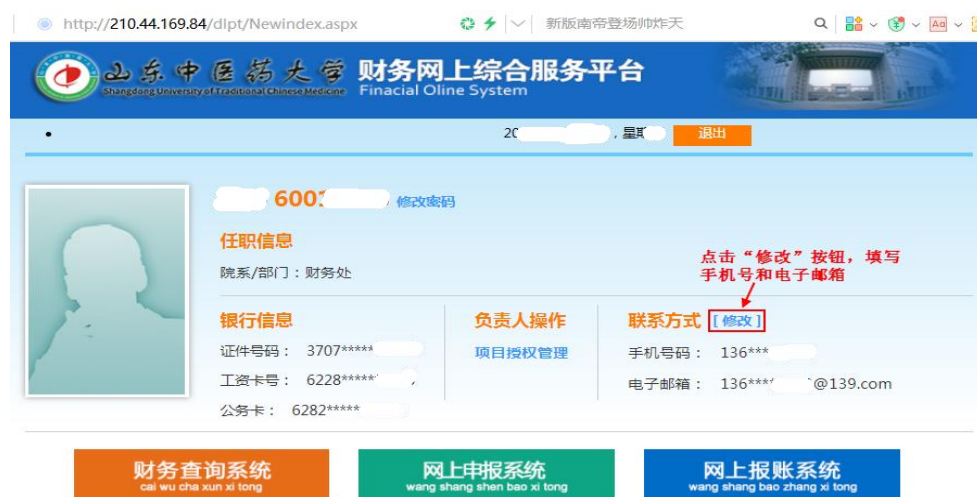 http://210.44.169.84/dlpt/Newindex.aspx 新版南帝登场帅炸天
山东中医药大学 财务网上综合服务平台
Shangdong University of Traditional Chinese Medicine Finacial Oline System
20 , 星期 退出
6001 修改密码
任职信息
院系/部门：财务处
点击“修改”按钮，填写
手机号和电子邮箱
银行信息 负责人操作 联系方式 [ 修改 ]
证件号码： 3707***** 项目授权管理 手机号码： 136***
工资卡号： 6228***** 电子邮箱： 136**** @139.com
公务卡： 6282*****
财务查询系统 网上申报系统 网上报账系统
cai wu cha xun xi tong wang shang shen bao xi tong wang shang bao zhang xi tong